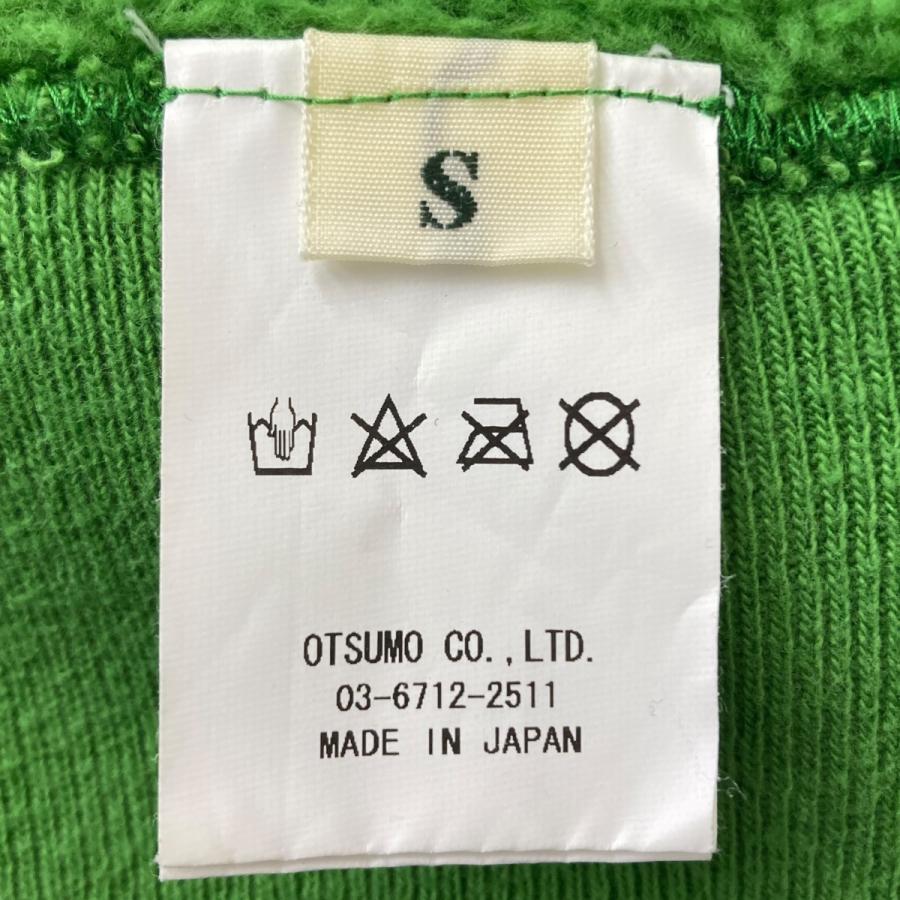 S
OTSUMO CO.,LTD.
03-6712-2511
MADE IN JAPAN